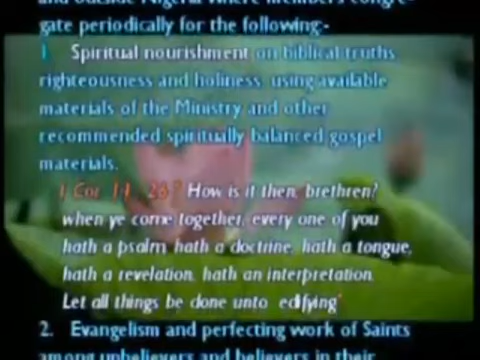 and outside Nigeria where members congre-
gate periodically for the following:-
1. Spiritual nourishment on biblical truths
righteousness and holiness, using available
materials of the Ministry and other
recommended spiritually balanced gospel
materials.
1 Cor. 14 26 " How is it then, brethren?
when ye come together, every one of you
hath a psalm, hath a doctrine, hath a tongue,
hath a revelation, hath an interpretation.
Let all things be done unto edifying"
2. Evangelism and perfecting work of Saints
among unbelievers and believers in their